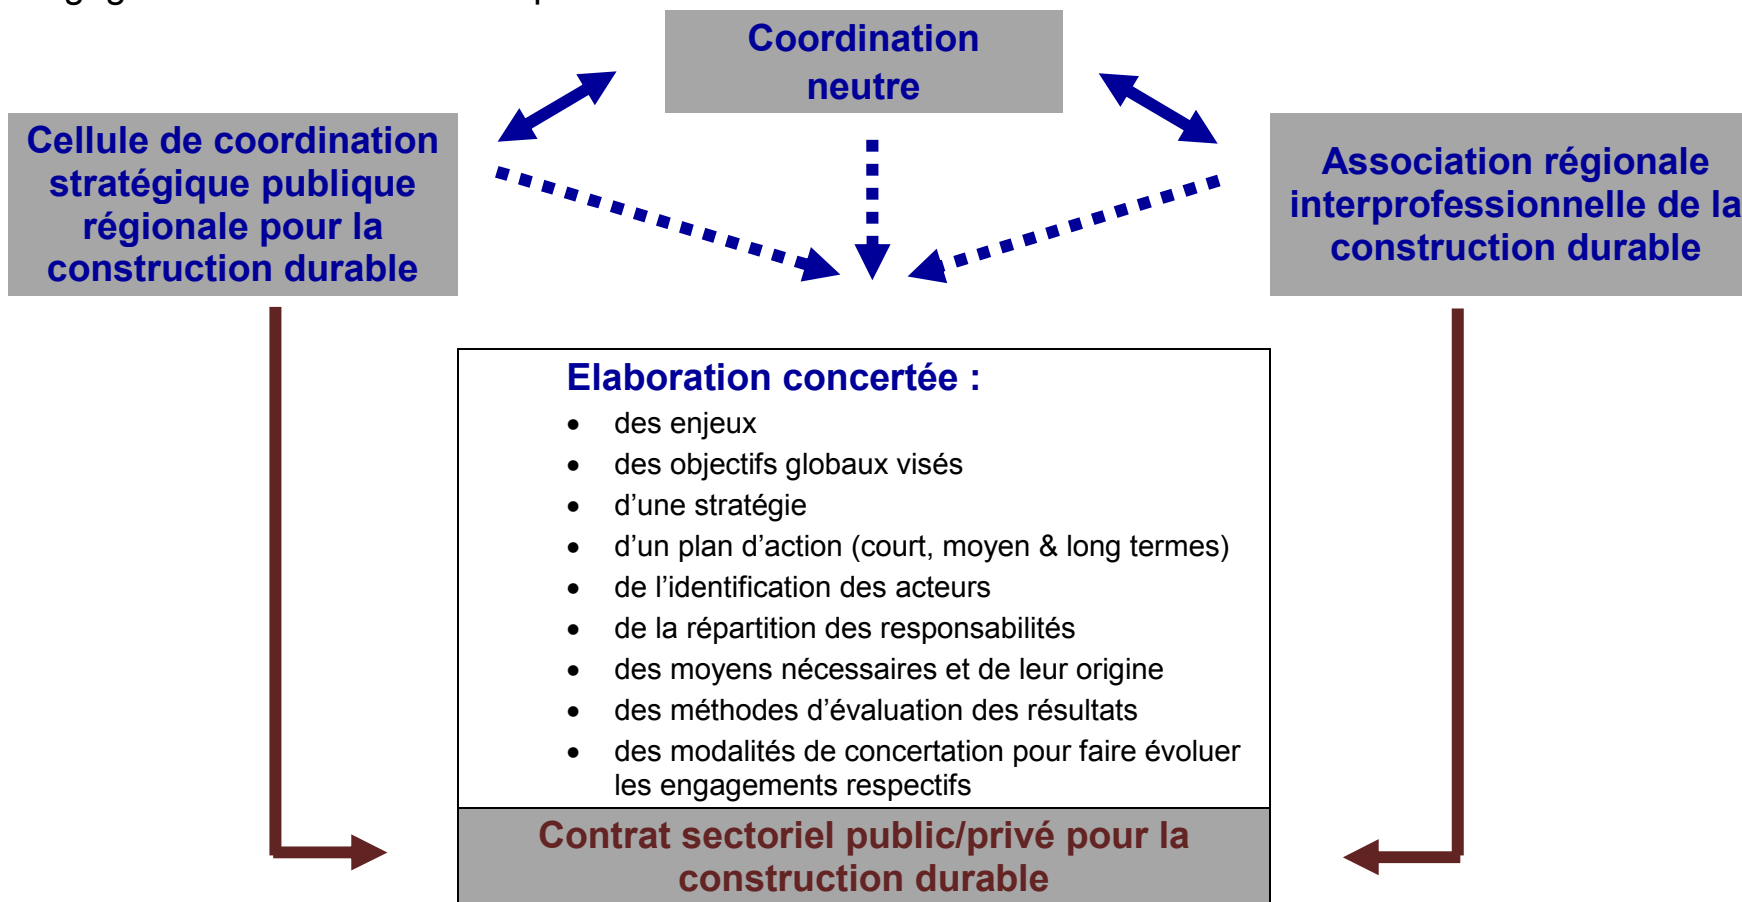 Coordination
neutre
Cellule de coordination
stratégique publique
régionale pour la
construction durable
Association régionale
interprofessionnelle de la
construction durable
Elaboration concertée :
• des enjeux
• des objectifs globaux visés
• d’une stratégie
• d’un plan d’action (court, moyen & long termes)
• de l’identification des acteurs
• de la répartition des responsabilités
• des moyens nécessaires et de leur origine
• des méthodes d’évaluation des résultats
• des modalités de concertation pour faire évoluer
les engagements respectifs
Contrat sectoriel public/privé pour la
construction durable